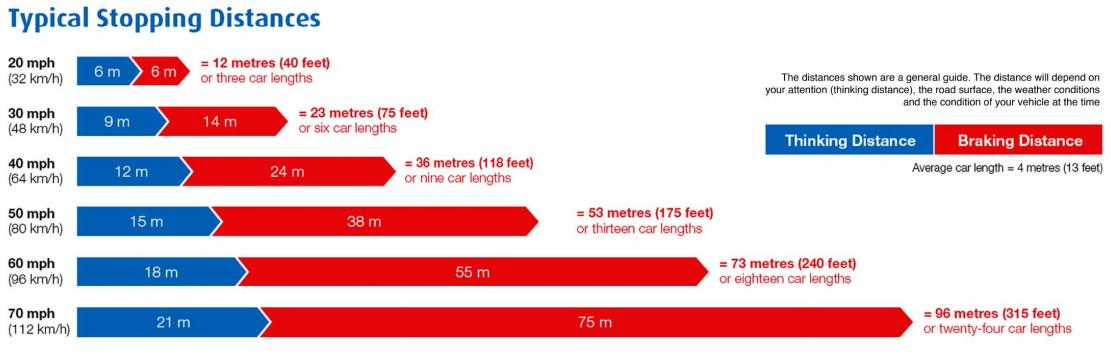 Typical Stopping Distances
20 mph
(32 km/h)
6 m
6 m
= 12 metres (40 feet)
or three car lengths
The distances shown are a general guide. The distance will depend on
your attention (thinking distance), the road surface, the weather conditions
and the condition of your vehicle at the time
30 mph
(48 km/h)
9 m
14 m
= 23 metres (75 feet)
or six car lengths
Thinking Distance
Braking Distance
Average car length = 4 metres (13 feet)
40 mph
(64 km/h)
12 m
24 m
= 36 metres (118 feet)
or nine car lengths
50 mph
(80 km/h)
15 m
38 m
= 53 metres (175 feet)
or thirteen car lengths
60 mph
(96 km/h)
18 m
55 m
= 73 metres (240 feet)
or eighteen car lengths
70 mph
(112 km/h)
21 m
75 m
= 96 metres (315 feet)
or twenty-four car lengths